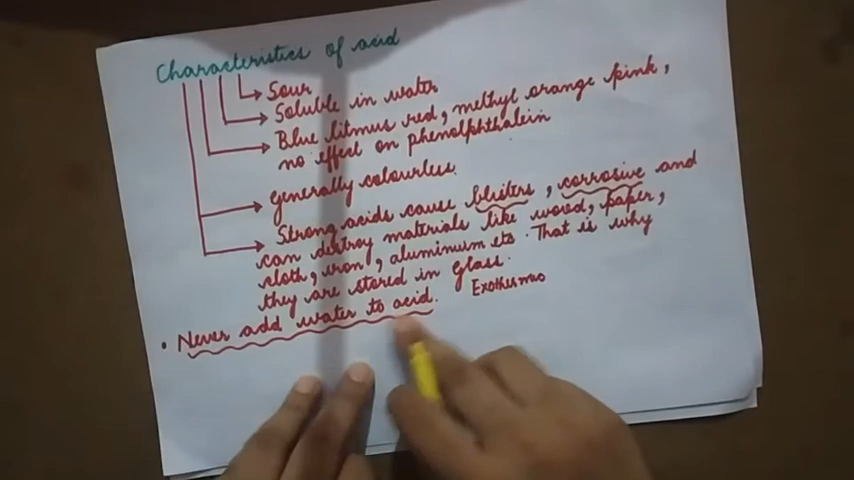 Characteristics of acid
Sour
Soluble in water
Blue litmus red, methyl orange pink,
no effect on phenolphthalein
generally colourless.
Strong acids cause blisters, corrosive and
can destroy materials like wood, paper,
cloth, iron, aluminum etc. That is why
they are stored in glass.
Exothermo
• Never add water to acid.